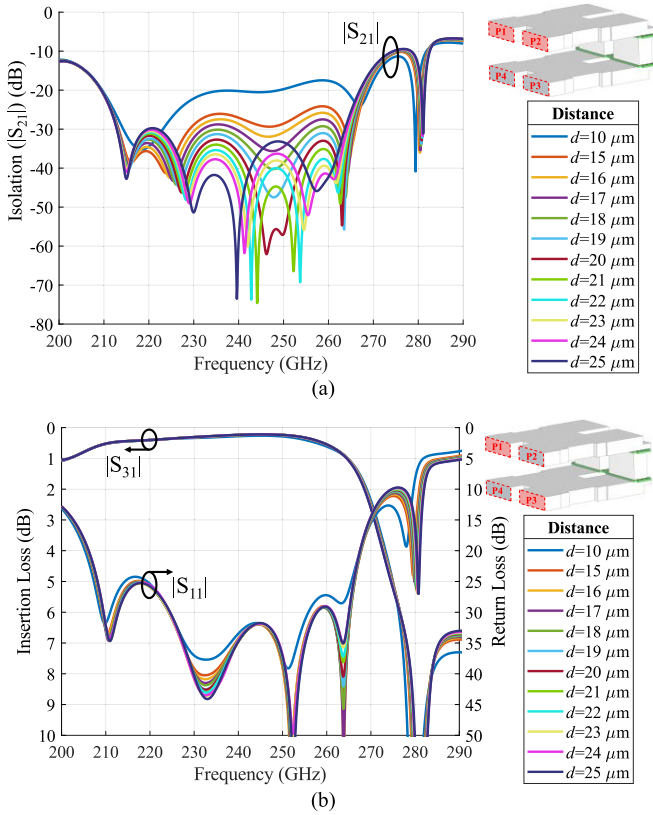 0
-10
-20
-30
-40
-50
-60
-70
-80
Isolation (|S21|) (dB)
|S21|
200 210 220 230 240 250 260 270 280 290
Frequency (GHz)
(a)
P1 P2
P4 P3
Distance
d=10 μm
d=15 μm
d=16 μm
d=17 μm
d=18 μm
d=19 μm
d=20 μm
d=21 μm
d=22 μm
d=23 μm
d=24 μm
d=25 μm
0
1
2
3
4
5
6
7
8
9
10
Insertion Loss (dB)
|S31|
|S11|
0
5
10
15
20
25
30
35
40
45
50
Return Loss (dB)
200 210 220 230 240 250 260 270 280 290
Frequency (GHz)
(b)
P1 P2
P4 P3
Distance
d=10 μm
d=15 μm
d=16 μm
d=17 μm
d=18 μm
d=19 μm
d=20 μm
d=21 μm
d=22 μm
d=23 μm
d=24 μm
d=25 μm